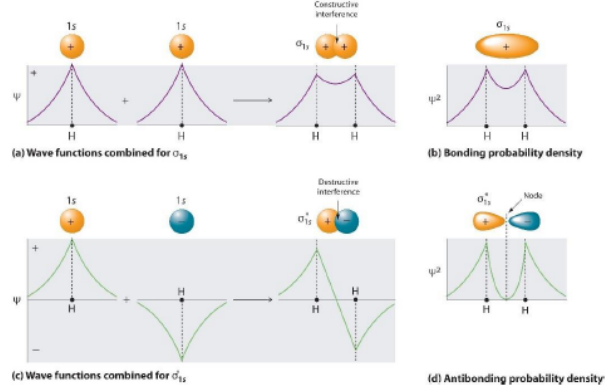 1s 1s Constructive interference σ1s
+ + σ1s + + +
+
Ψ + Ψ²
H H H H H H
(a) Wave functions combined for σ1s (b) Bonding probability density
1s 1s Destructive interference σ*1s Node
+ − σ*1s + − + −
+
H H
Ψ + Ψ²
H H H H
−
(c) Wave functions combined for σ*1s (d) Antibonding probability density